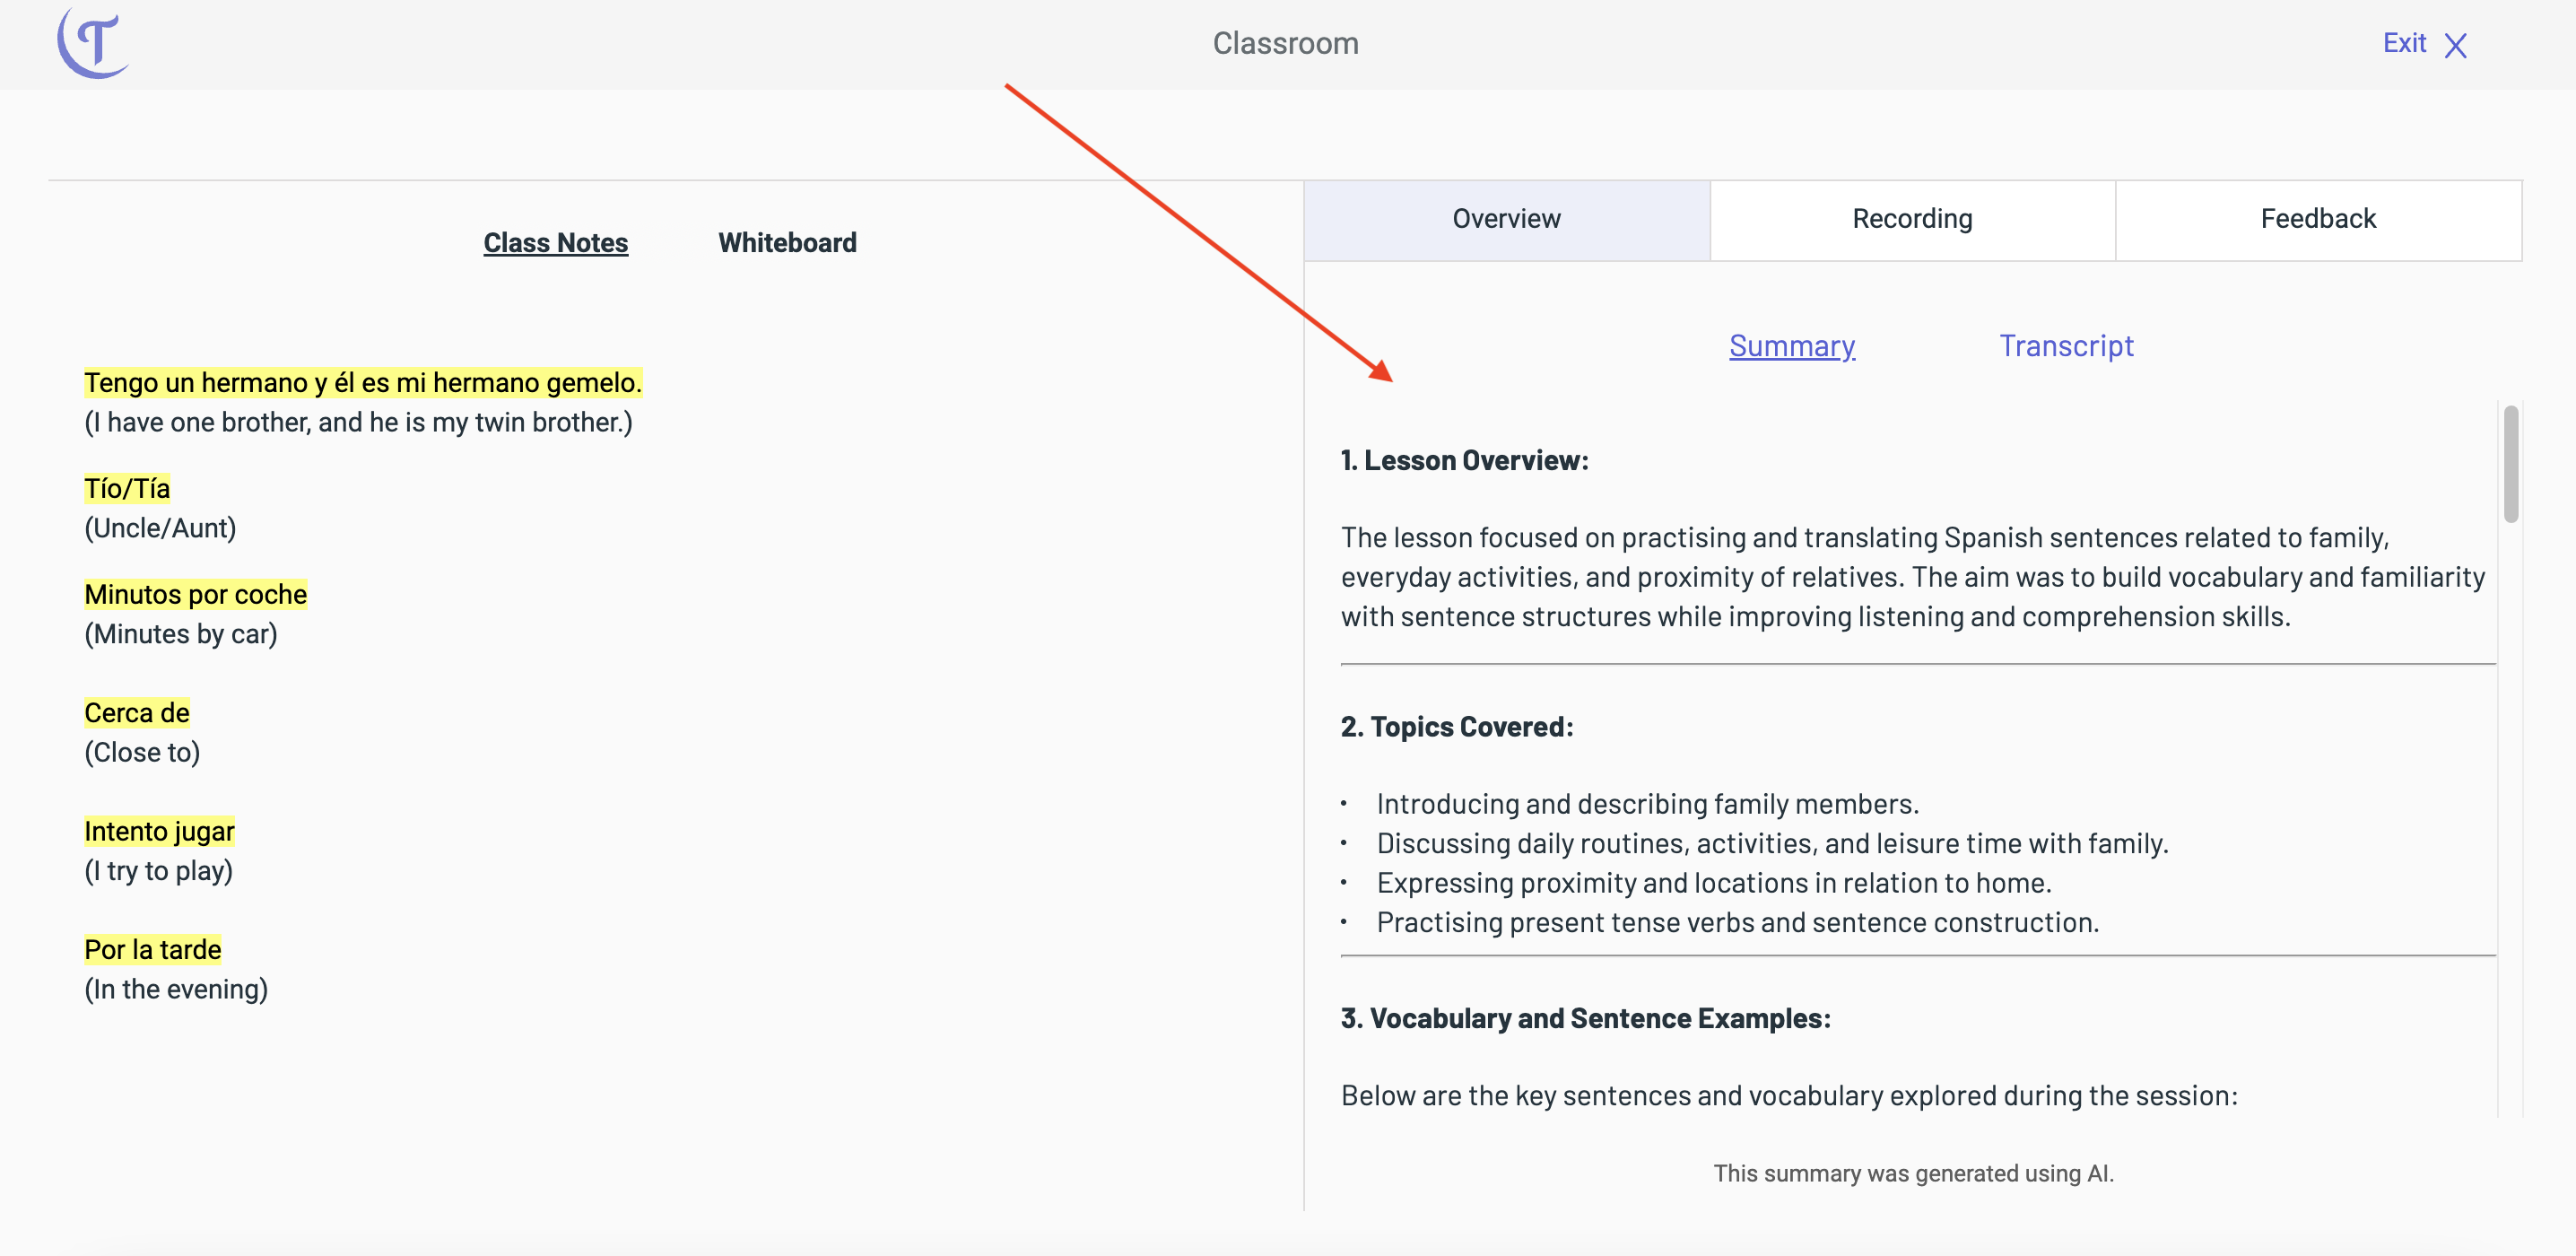 T
Classroom
Exit
Class Notes
Whiteboard
Tengo un hermano y él es mi hermano gemelo.
(I have one brother, and he is my twin brother.)
Tío/Tía
(Uncle/Aunt)
Minutos por coche
(Minutes by car)
Cerca de
(Close to)
Intento jugar
(I try to play)
Por la tarde
(In the evening)
Overview
Recording
Feedback
Summary
Transcript
1. Lesson Overview:
The lesson focused on practising and translating Spanish sentences related to family,
everyday activities, and proximity of relatives. The aim was to build vocabulary and familiarity
with sentence structures while improving listening and comprehension skills.
2. Topics Covered:
• Introducing and describing family members.
• Discussing daily routines, activities, and leisure time with family.
• Expressing proximity and locations in relation to home.
• Practising present tense verbs and sentence construction.
3. Vocabulary and Sentence Examples:
Below are the key sentences and vocabulary explored during the session:
This summary was generated using AI.